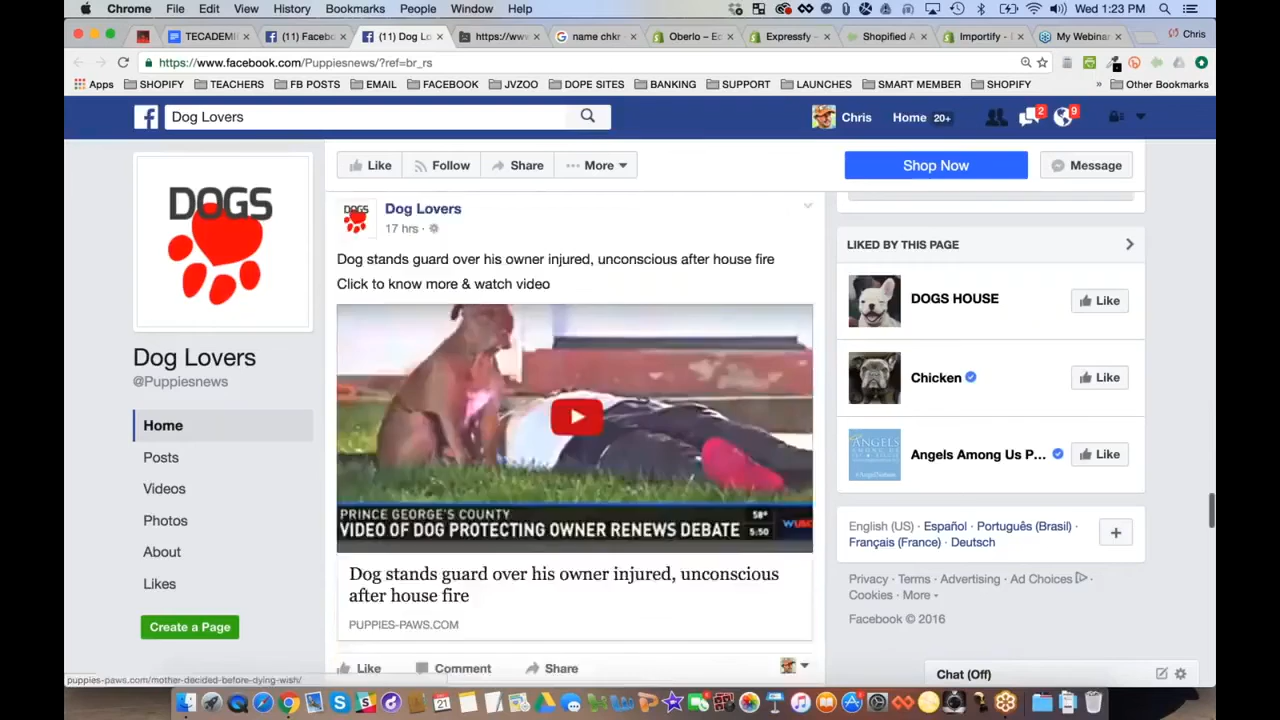 Chrome File Edit View History Bookmarks People Window Help Wed 1:23 PM
TECADEMI (11) Facebo (11) Dog Lo https://www name chkr Oberlo – Ec Expressfy Shopified A Importify - My Webinar Chris
https://www.facebook.com/Puppiesnews/?ref=br_rs
Apps SHOPIFY TEACHERS FB POSTS EMAIL FACEBOOK JVZOO DOPE SITES BANKING SUPPORT LAUNCHES SMART MEMBER SHOPIFY » Other Bookmarks
Dog Lovers Chris Home 20+ 2 9
Like Follow Share More Shop Now Message
DOGS
Dog Lovers
@Puppiesnews
Home
Posts
Videos
Photos
About
Likes
Create a Page
DOGS
Dog Lovers
17 hrs ·
Dog stands guard over his owner injured, unconscious after house fire
Click to know more & watch video
PRINCE GEORGE'S COUNTY 58°
VIDEO OF DOG PROTECTING OWNER RENEWS DEBATE 5:50
Dog stands guard over his owner injured, unconscious
after house fire
PUPPIES-PAWS.COM
Like Comment Share
LIKED BY THIS PAGE
DOGS HOUSE Like
Chicken Like
ANGELS
AMONG US
Angels Among Us P... Like
English (US) · Español · Português (Brasil) ·
Français (France) · Deutsch
Privacy · Terms · Advertising · Ad Choices ·
Cookies · More
Facebook © 2016
Chat (Off)
puppies-paws.com/mother-decided-before-dying-wish/
21